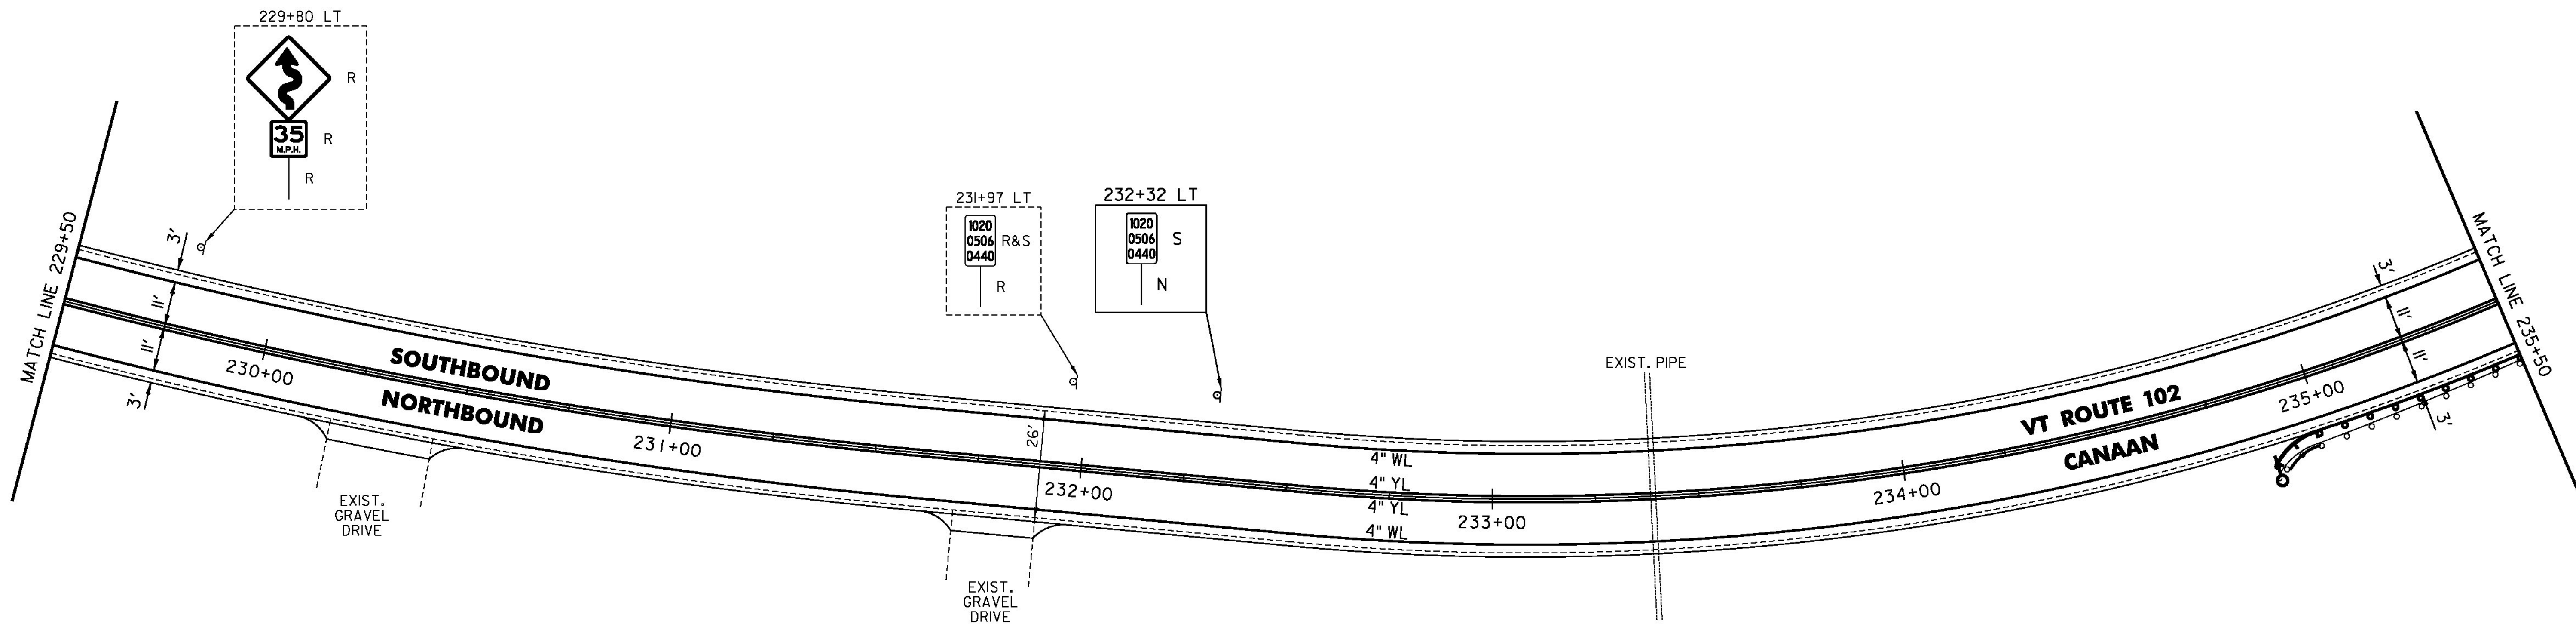 229+80 LT
R
35
M.P.H.
R
R
MATCH LINE 229+50
3'
11'
11'
3'
230+00
SOUTHBOUND
NORTHBOUND
EXIST.
GRAVEL
DRIVE
231+00
231+97 LT
1020
0506
0440
R&S
R
232+32 LT
1020
0506
0440
S
N
26'
232+00
EXIST.
GRAVEL
DRIVE
4" WL
4" YL
4" YL
4" WL
233+00
EXIST. PIPE
234+00
VT ROUTE 102
CANAAN
235+00
3'
11'
11'
3'
MATCH LINE 235+50